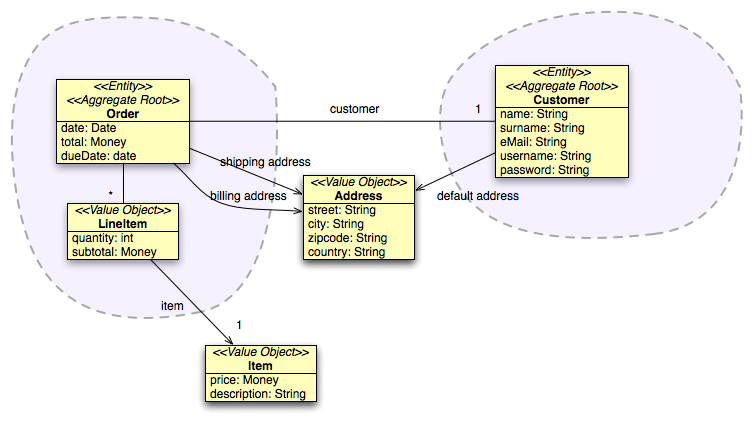 <<Entity>>
<<Aggregate Root>>
Order
date: Date
total: Money
dueDate: date
customer
1
<<Entity>>
<<Aggregate Root>>
Customer
name: String
surname: String
eMail: String
username: String
password: String
shipping address
billing address
default address
*
<<Value Object>>
LineItem
quantity: int
subtotal: Money
<<Value Object>>
Address
street: String
city: String
zipcode: String
country: String
item
1
<<Value Object>>
Item
price: Money
description: String